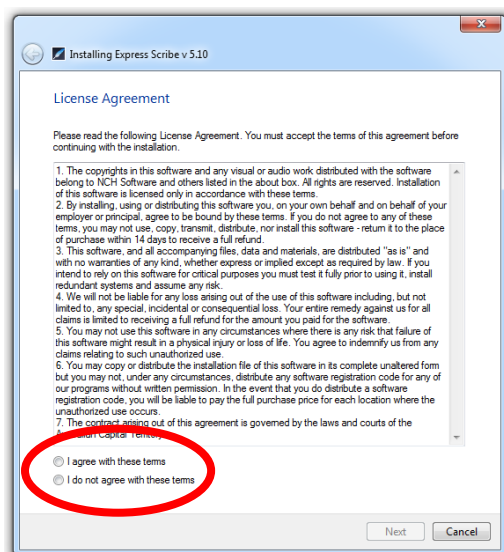 Installing Express Scribe v 5.10
License Agreement
Please read the following License Agreement. You must accept the terms of this agreement before
continuing with the installation.
1. The copyrights in this software and any visual or audio work distributed with the software
belong to NCH Software and others listed in the about box. All rights are reserved. Installation
of this software is licensed only in accordance with these terms.
2. By installing, using or distributing this software you, on your own behalf and on behalf of your
employer or principal, agree to be bound by these terms. If you do not agree to any of these
terms, you may not use, copy, transmit, distribute, nor install this software - return it to the place
of purchase within 14 days to receive a full refund.
3. This software, and all accompanying files, data and materials, are distributed "as is" and
with no warranties of any kind, whether express or implied except as required by law. If you
intend to rely on this software for critical purposes you must test it fully prior to using it, install
redundant systems and assume any risk.
4. We will not be liable for any loss arising out of the use of this software including, but not
limited to, any special, incidental or consequential loss. Your entire remedy against us for all
claims is limited to receiving a full refund for the amount you paid for the software.
5. You may not use this software in any circumstances where there is any risk that failure of
this software might result in a physical injury or loss of life. You agree to indemnify us from any
claims relating to such unauthorized use.
6. You may copy or distribute the installation file of this software in its complete unaltered form
but you may not, under any circumstances, distribute any software registration code for any of
our programs without written permission. In the event that you do distribute a software
registration code, you will be liable to pay the full purchase price for each location where the
unauthorized use occurs.
7. The contract arising out of this agreement is governed by the laws and courts of the
Australian Capital Territory
I agree with these terms
I do not agree with these terms
Next Cancel